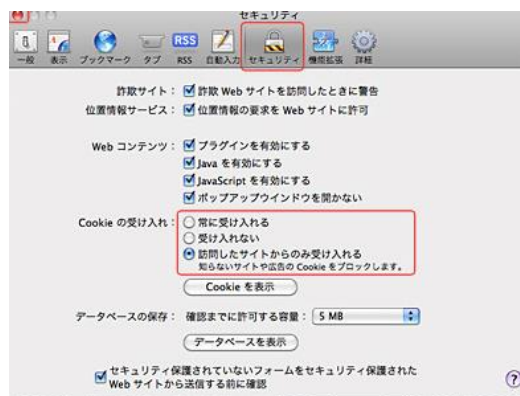 セキュリティ
一般 表示 ブックマーク タブ RSS 自動入力 セキュリティ 機能拡張 詳細
RSS
詐欺サイト： 詐欺 Web サイトを訪問したときに警告
位置情報サービス： 位置情報の要求を Web サイトに許可
Web コンテンツ： プラグインを有効にする
Java を有効にする
JavaScript を有効にする
ポップアップウインドウを開かない
Cookie の受け入れ： 常に受け入れる
受け入れない
訪問したサイトからのみ受け入れる
知らないサイトや広告の Cookie をブロックします。
Cookie を表示
データベースの保存： 確認までに許可する容量： 5 MB
データベースを表示
セキュリティ保護されていないフォームをセキュリティ保護された
Web サイトから送信する前に確認
?